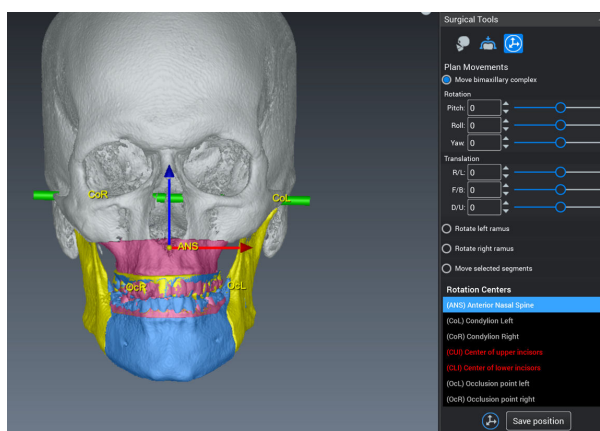 Surgical Tools
Plan Movements
Move bimaxillary complex
Rotation
Pitch: 0
Roll: 0
Yaw: 0
Translation
R/L: 0
F/B: 0
D/U: 0
Rotate left ramus
Rotate right ramus
Move selected segments
Rotation Centers
(ANS) Anterior Nasal Spine
(CoL) Condylion Left
(CoR) Condylion Right
(CUI) Center of upper incisors
(CLI) Center of lower incisors
(OcL) Occlusion point left
(OcR) Occlusion point right
Save position
CoR
CoL
ANS
OcR
OcL